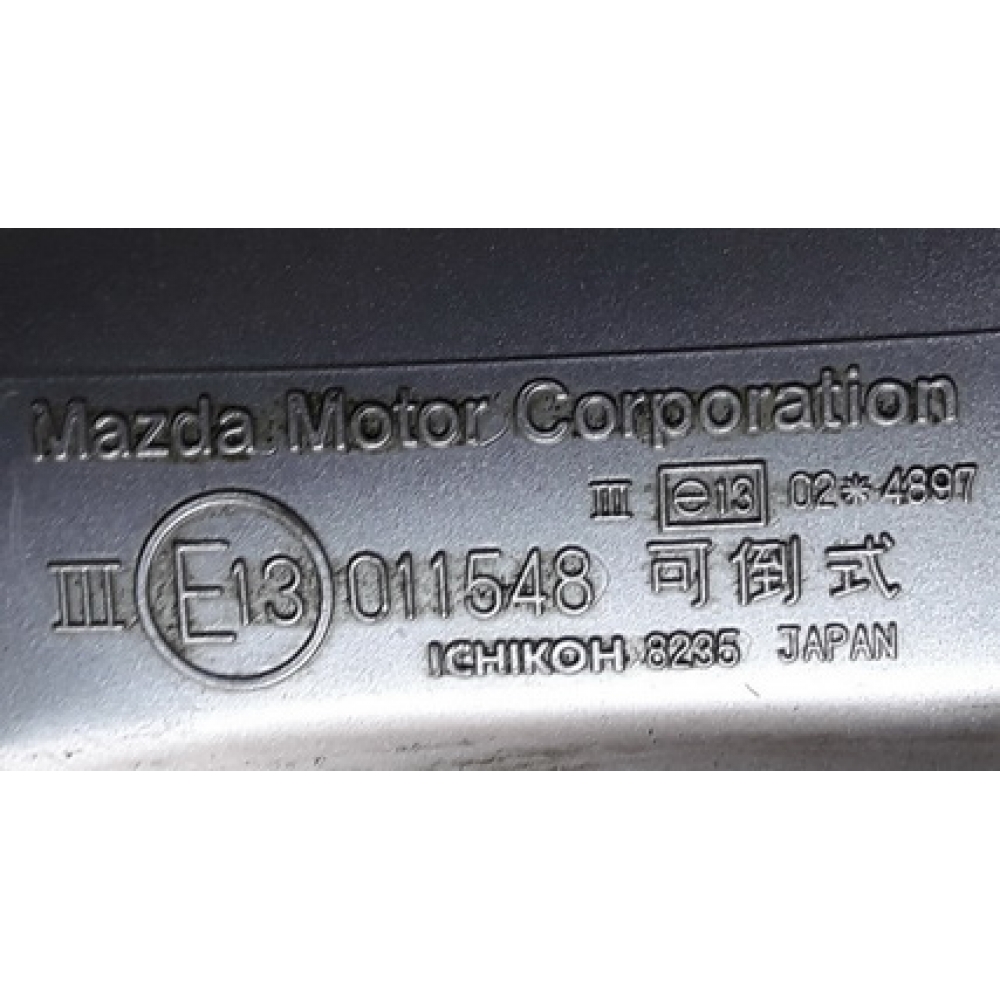 Mazda Motor Corporation
III e13 02*4897
III E13 011548 可倒式
ICHIKOH 8235 JAPAN